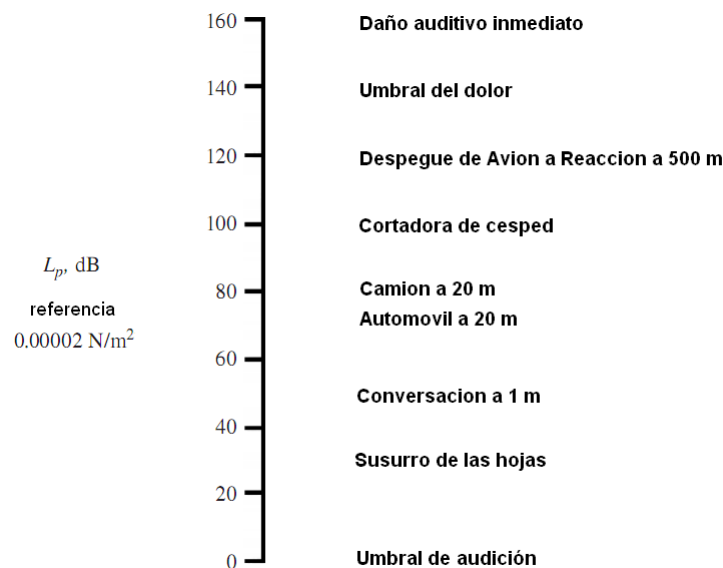 160 Daño auditivo inmediato
140 Umbral del dolor
120 Despegue de Avion a Reaccion a 500 m
100 Cortadora de cesped
L_p, dB
referencia
0.00002 N/m²
80 Camion a 20 m
Automovil a 20 m
60
Conversacion a 1 m
40
Susurro de las hojas
20
0 Umbral de audición